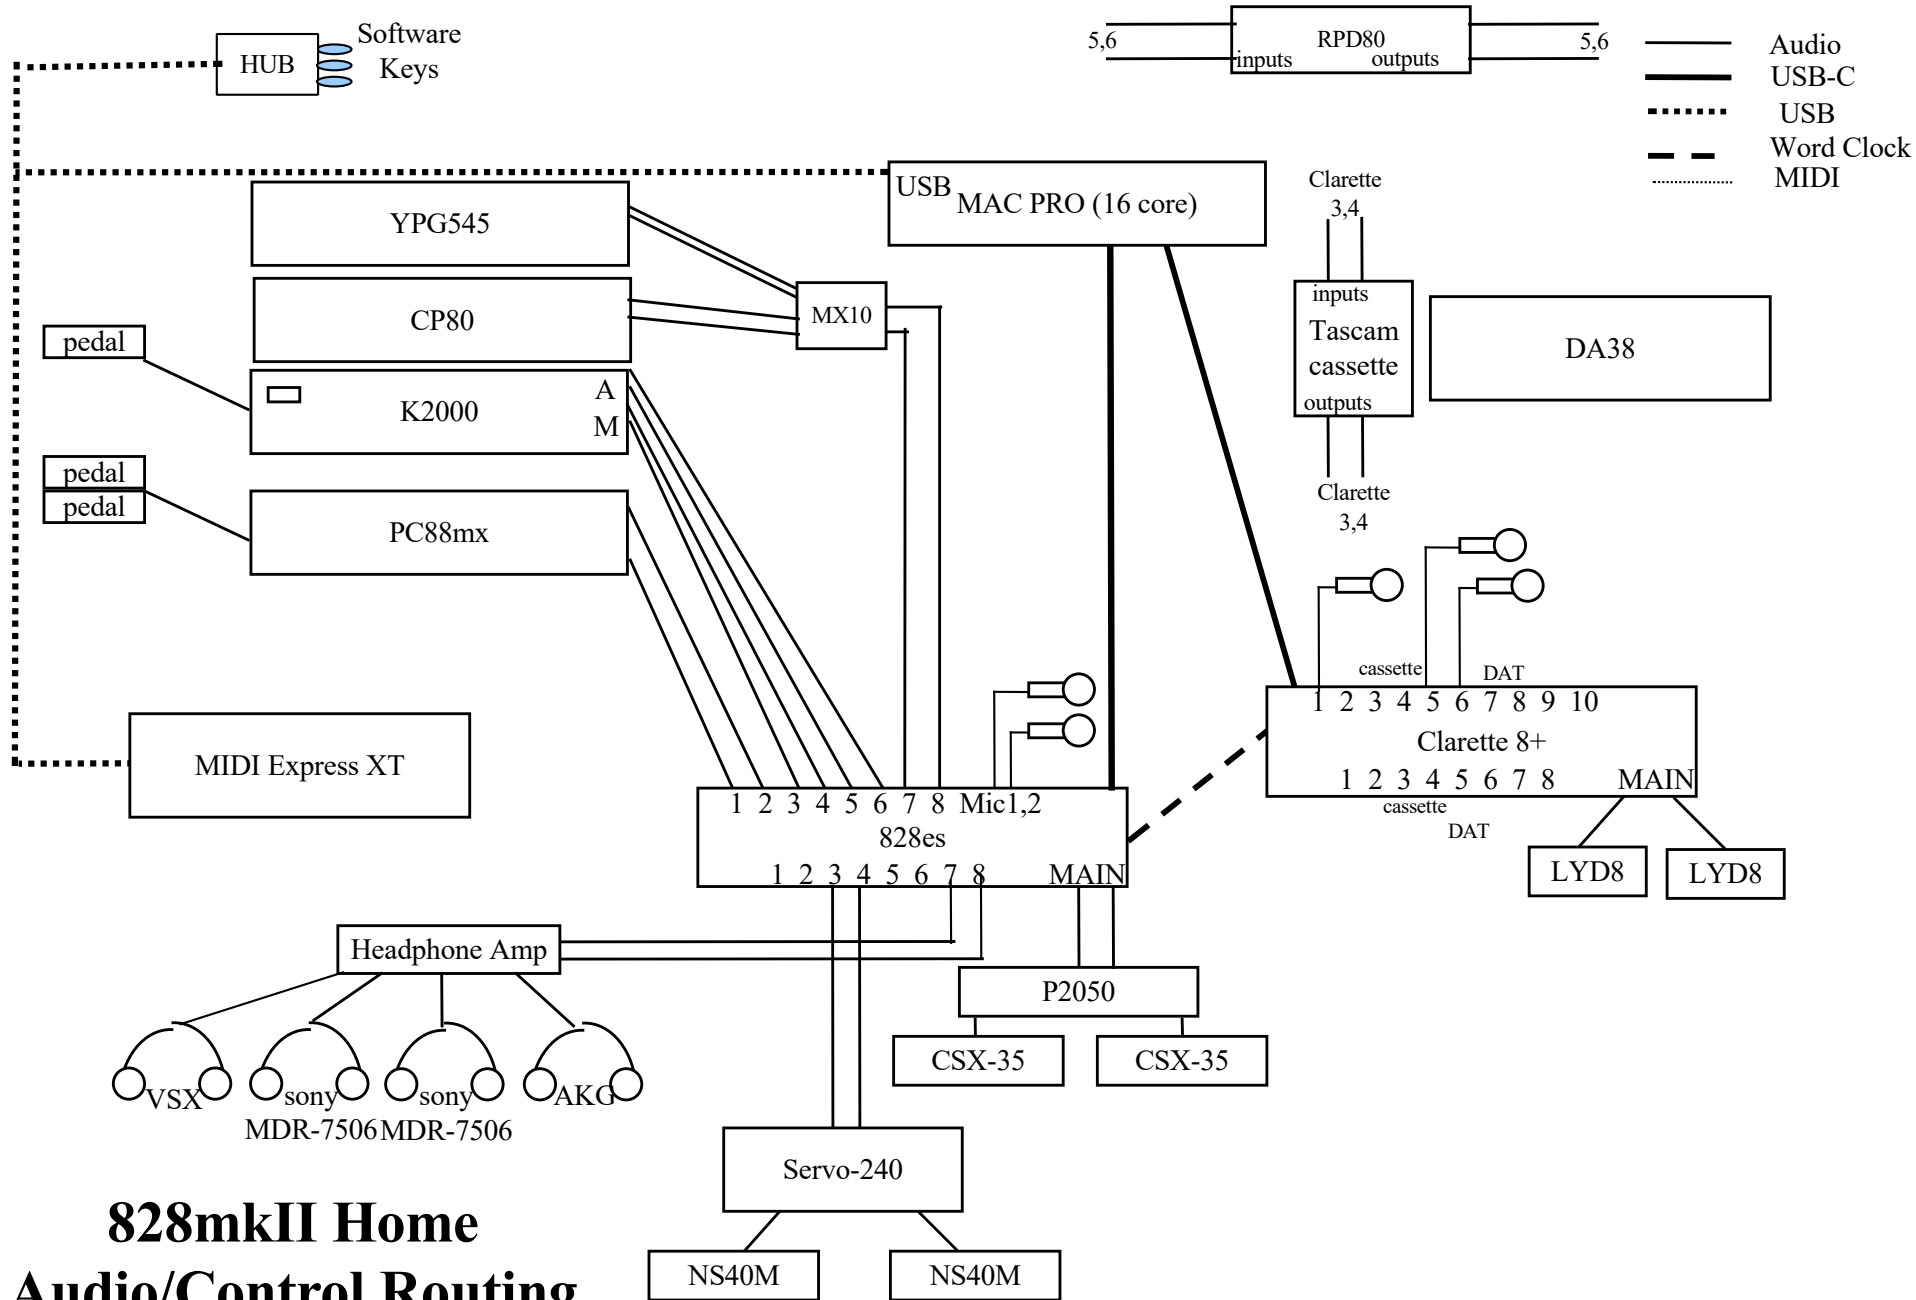 Software
Keys
HUB
5,6
RPD80
inputs
outputs
5,6
Audio
USB-C
USB
Word Clock
MIDI
USB
MAC PRO (16 core)
Clarette
3,4
inputs
Tascam
cassette
outputs
Clarette
3,4
DA38
YPG545
CP80
MX10
pedal
K2000
A
M
pedal
pedal
PC88mx
MIDI Express XT
cassette
DAT
1 2 3 4 5 6 7 8 9 10
Clarette 8+
1 2 3 4 5 6 7 8 MAIN
cassette
DAT
LYD8
LYD8
1 2 3 4 5 6 7 8 Mic1,2
828es
1 2 3 4 5 6 7 8 MAIN
Headphone Amp
P2050
CSX-35
CSX-35
VSX
sony
MDR-7506
sony
MDR-7506
AKG
Servo-240
NS40M
NS40M
828mkII Home
Audio/Control Routing